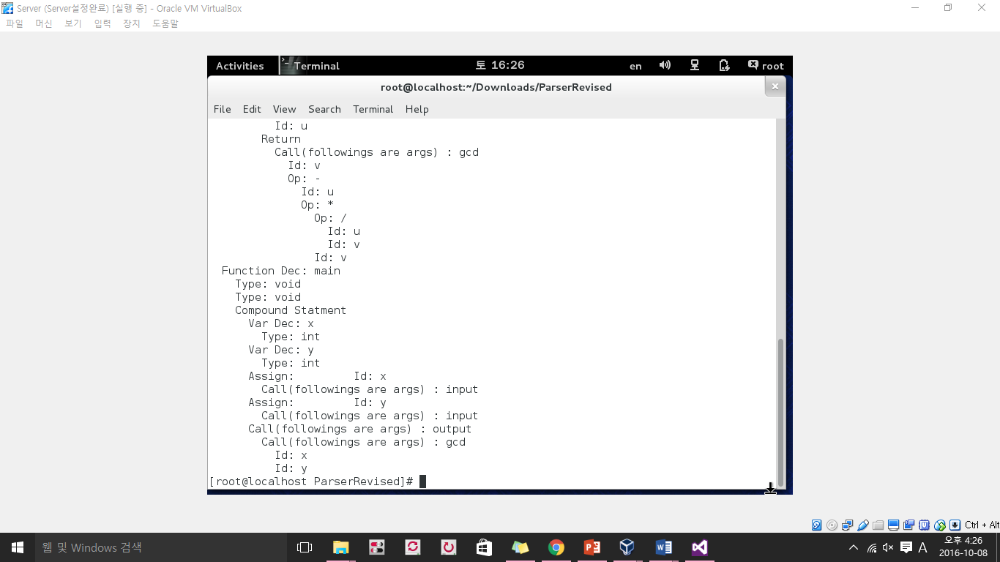 Server (Server설정완료) [실행 중] - Oracle VM VirtualBox
파일 머신 보기 입력 장치 도움말
Activities Terminal 토 16:26 en root
root@localhost:~/Downloads/ParserRevised
File Edit View Search Terminal Help
Id: u
Return
Call(followings are args) : gcd
Id: v
Op: -
Id: u
Op: *
Op: /
Id: u
Id: v
Id: v
Function Dec: main
Type: void
Type: void
Compound Statment
Var Dec: x
Type: int
Var Dec: y
Type: int
Assign: Id: x
Call(followings are args) : input
Assign: Id: y
Call(followings are args) : input
Call(followings are args) : output
Call(followings are args) : gcd
Id: x
Id: y
[root@localhost ParserRevised]#
Ctrl + Alt
웹 및 Windows 검색
A 오후 4:26
2016-10-08